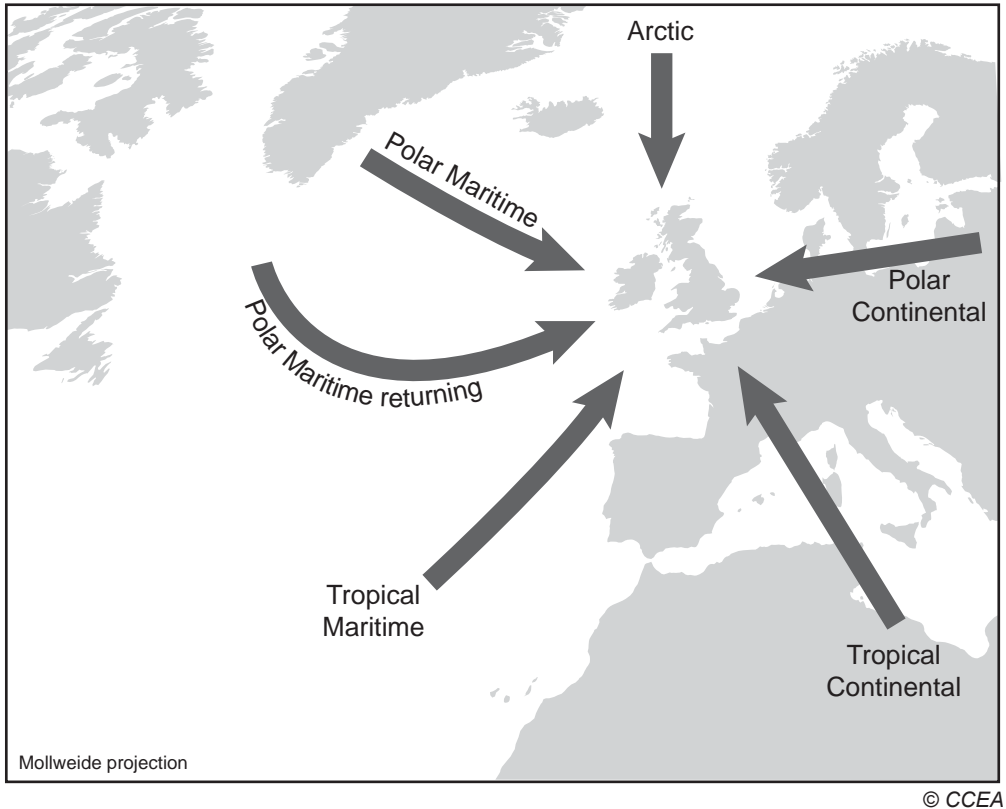 Arctic
Polar Maritime
Polar
Continental
Polar Maritime returning
Tropical
Maritime
Tropical
Continental
Mollweide projection
© CCEA